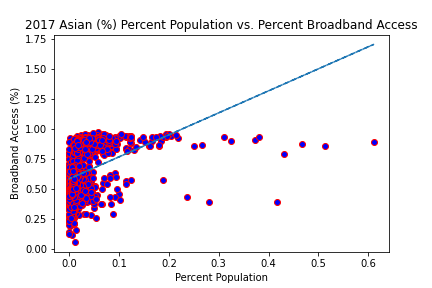 2017 Asian (%) Percent Population vs. Percent Broadband Access
1.75
1.50
1.25
1.00
0.75
0.50
0.25
0.00
Broadband Access (%)
0.0 0.1 0.2 0.3 0.4 0.5 0.6
Percent Population